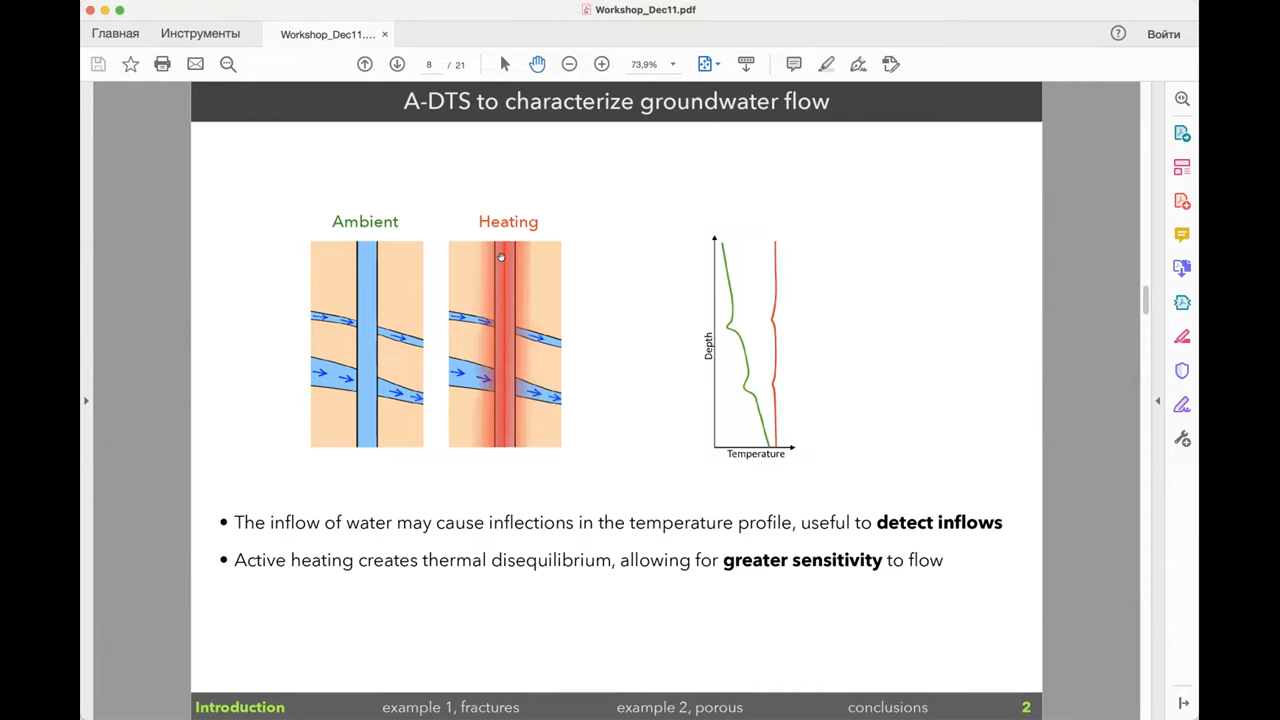 Workshop_Dec11.pdf
Главная
Инструменты
Workshop_Dec11.... ×
Войти
8 / 21
73,9%
A-DTS to characterize groundwater flow
Ambient
Heating
Depth
Temperature
• The inflow of water may cause inflections in the temperature profile, useful to detect inflows
• Active heating creates thermal disequilibrium, allowing for greater sensitivity to flow
Introduction example 1, fractures example 2, porous conclusions 2